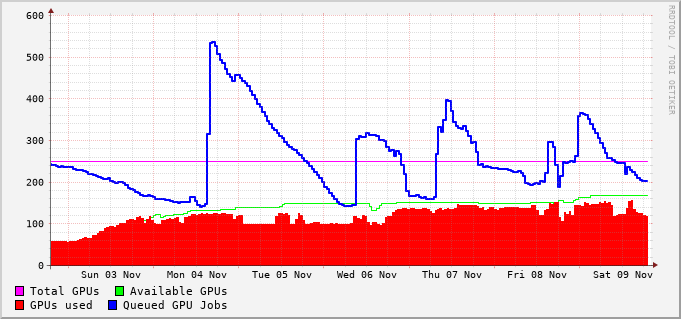 600
500
400
300
200
100
0
Sun 03 Nov Mon 04 Nov Tue 05 Nov Wed 06 Nov Thu 07 Nov Fri 08 Nov Sat 09 Nov
Total GPUs Available GPUs
GPUs used Queued GPU Jobs
RRDTOOL / TOBI OETIKER